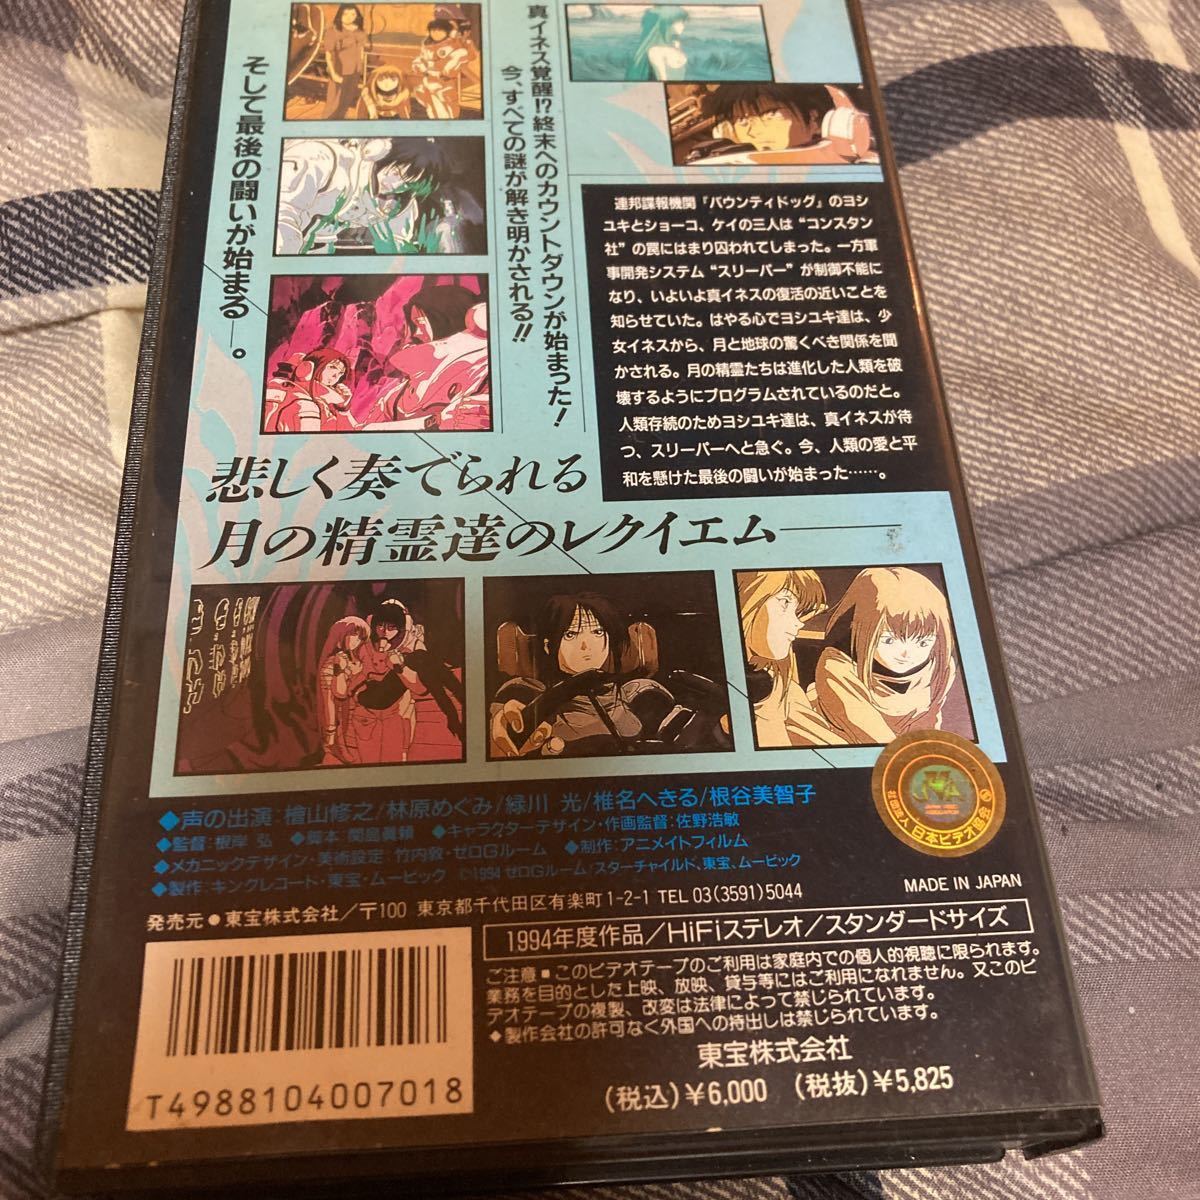 真イネス覚醒!?終末へのカウントダウンが始まった!
今、すべての謎が解き明かされる!!
そして最後の闘いが始まる―。
連邦諜報機関『バウンティドッグ』のヨシ
ユキとショーコ、ケイの三人は“コンスタン
社”の罠にはまり囚われてしまった。一方軍
事開発システム“スリーパー”が制御不能に
なり、いよいよ真イネスの復活の近いことを
知らせていた。はやる心でヨシユキ達は、少
女イネスから、月と地球の驚くべき関係を聞
かされる。月の精霊たちは進化した人類を破
壊するようにプログラムされているのだと。
人類存続のためヨシユキ達は、真イネスが待
つ、スリーパーへと急ぐ。今、人類の愛と平
和を懸けた最後の闘いが始まった……。
悲しく奏でられる
月の精霊達のレクイエム―
◆声の出演:檜山修之/林原めぐみ/緑川 光/椎名へきる/根谷美智子
◆監督:根岸 弘 ◆脚本:関島眞頼 ◆キャラクターデザイン・作画監督:佐野浩敏
◆メカニックデザイン・美術設定:竹内敦・ゼロGルーム ◆制作:アニメイトフィルム
◆製作:キングレコード・東宝・ムービック ©1994 ゼロGルーム・スターチャイルド、東宝、ムービック
社団法人 日本ビデオ協会
MADE IN JAPAN
発売元●東宝株式会社/〒100 東京都千代田区有楽町1-2-1 TEL 03(3591)5044
1994年度作品/HiFiステレオ/スタンダードサイズ
ご注意■このビデオテープのご利用は家庭内での個人的視聴に限られます。
業務を目的とした上映、放映、貸与等にはご利用になれません。又このビ
デオテープの複製、改変は法律によって禁じられています。
◆製作会社の許可なく外国への持出しは禁じられています。
東宝株式会社
(税込)¥6,000 (税抜)¥5,825
T4988104007018